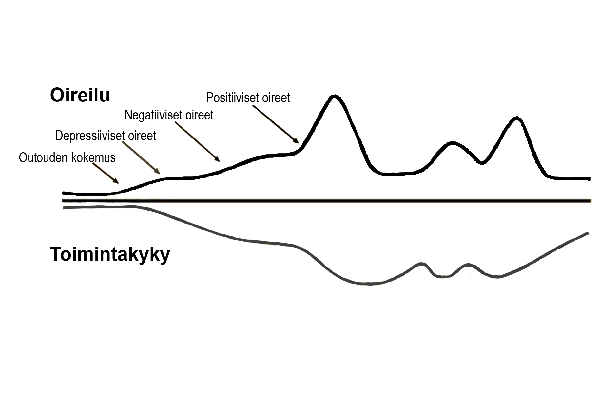 Oireilu
Positiiviset oireet
Negatiiviset oireet
Depressiiviset oireet
Outouden kokemus
Toimintakyky